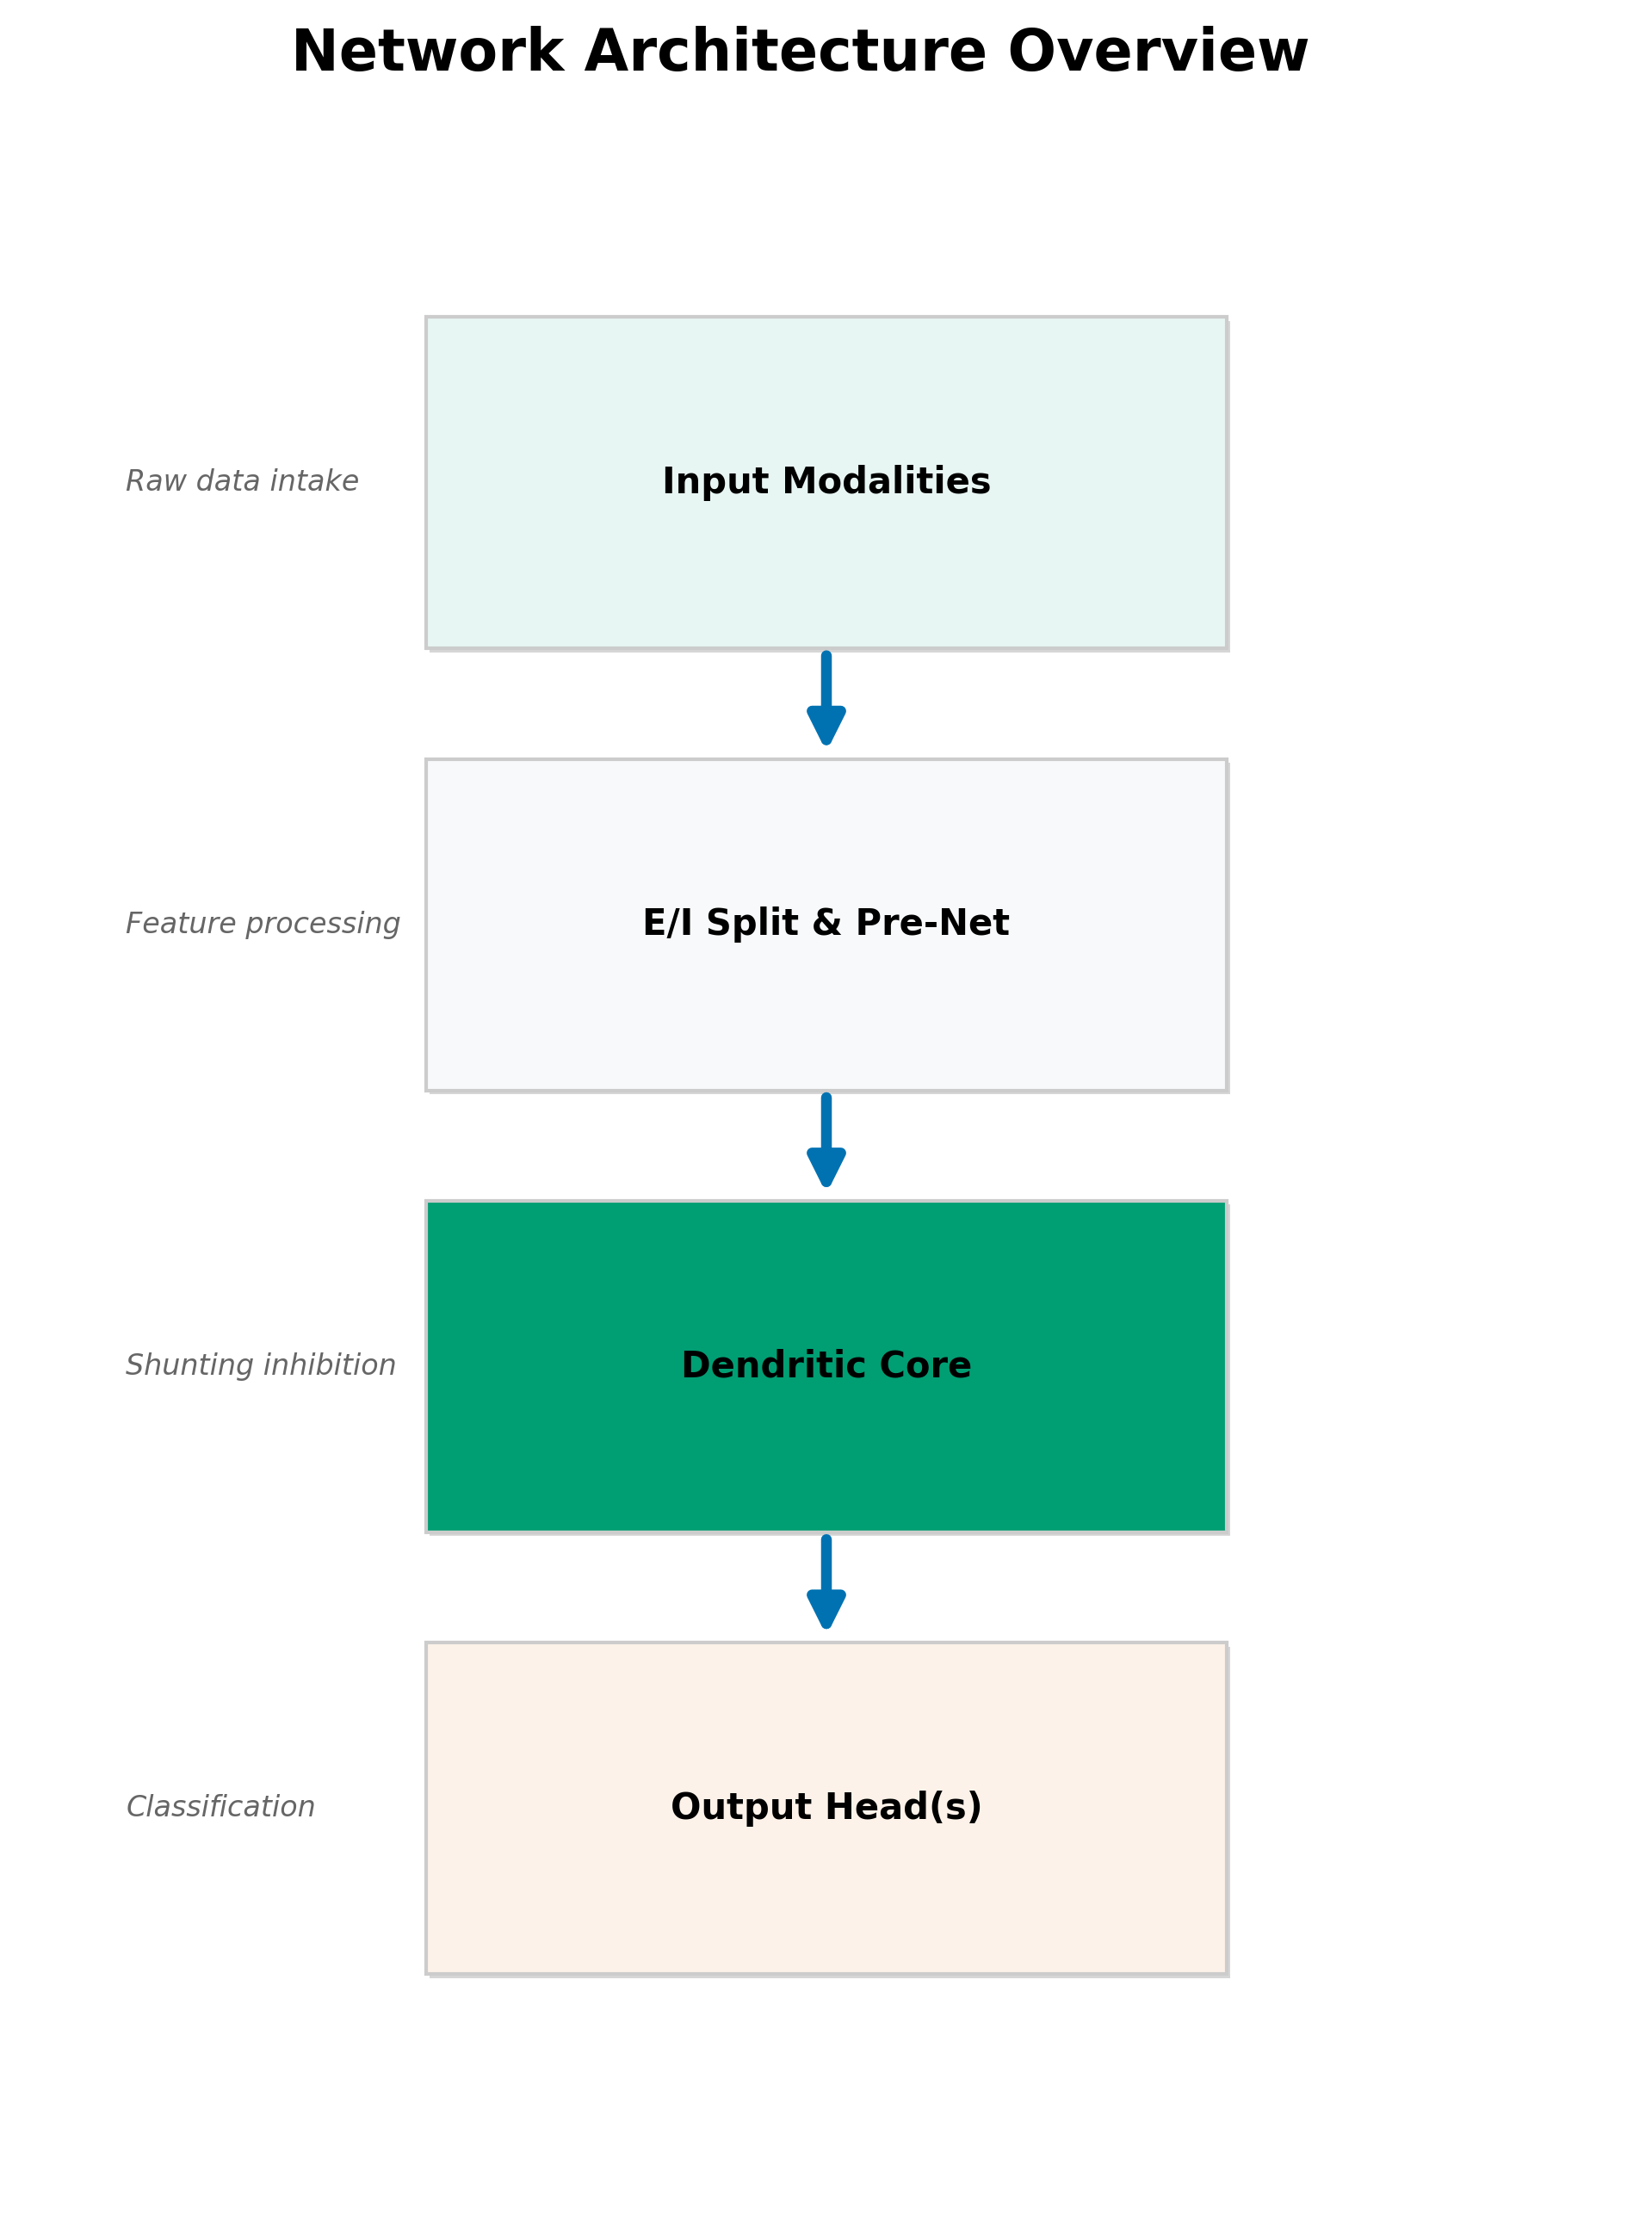 Network Architecture Overview
Raw data intake
Input Modalities
Feature processing
E/I Split & Pre-Net
Shunting inhibition
Dendritic Core
Classification
Output Head(s)